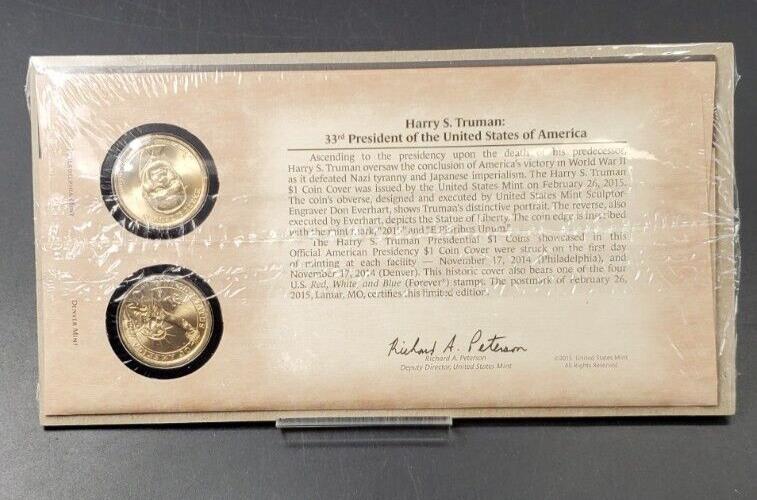 Harry S. Truman:
33rd President of the United States of America
Ascending to the presidency upon the death of his predecessor,
Harry S. Truman oversaw the conclusion of America's victory in World War II
as it defeated Nazi tyranny and Japanese imperialism. The Harry S. Truman
$1 Coin Cover was issued by the United States Mint on February 26, 2015.
The coin's obverse, designed and executed by United States Mint Sculptor-
Engraver Don Everhart, shows Truman's distinctive portrait. The reverse, also
executed by Everhart, depicts the Statue of Liberty. The coin edge is inscribed
with the mint mark, "2015" and "E Pluribus Unum."
The Harry S. Truman Presidential $1 Coins showcased in this
Official American Presidency $1 Coin Cover were struck on the first day
of minting at each facility — November 17, 2014 (Philadelphia), and
November 17, 2014 (Denver). This historic cover also bears one of the four
U.S. Red, White, and Blue (Forever®) stamps. The postmark of February 26,
2015, Lamar, MO, certifies this limited edition.
Richard A. Peterson
Richard A. Peterson
Deputy Director, United States Mint
©2015 United States Mint
All Rights Reserved.
Denver Mint